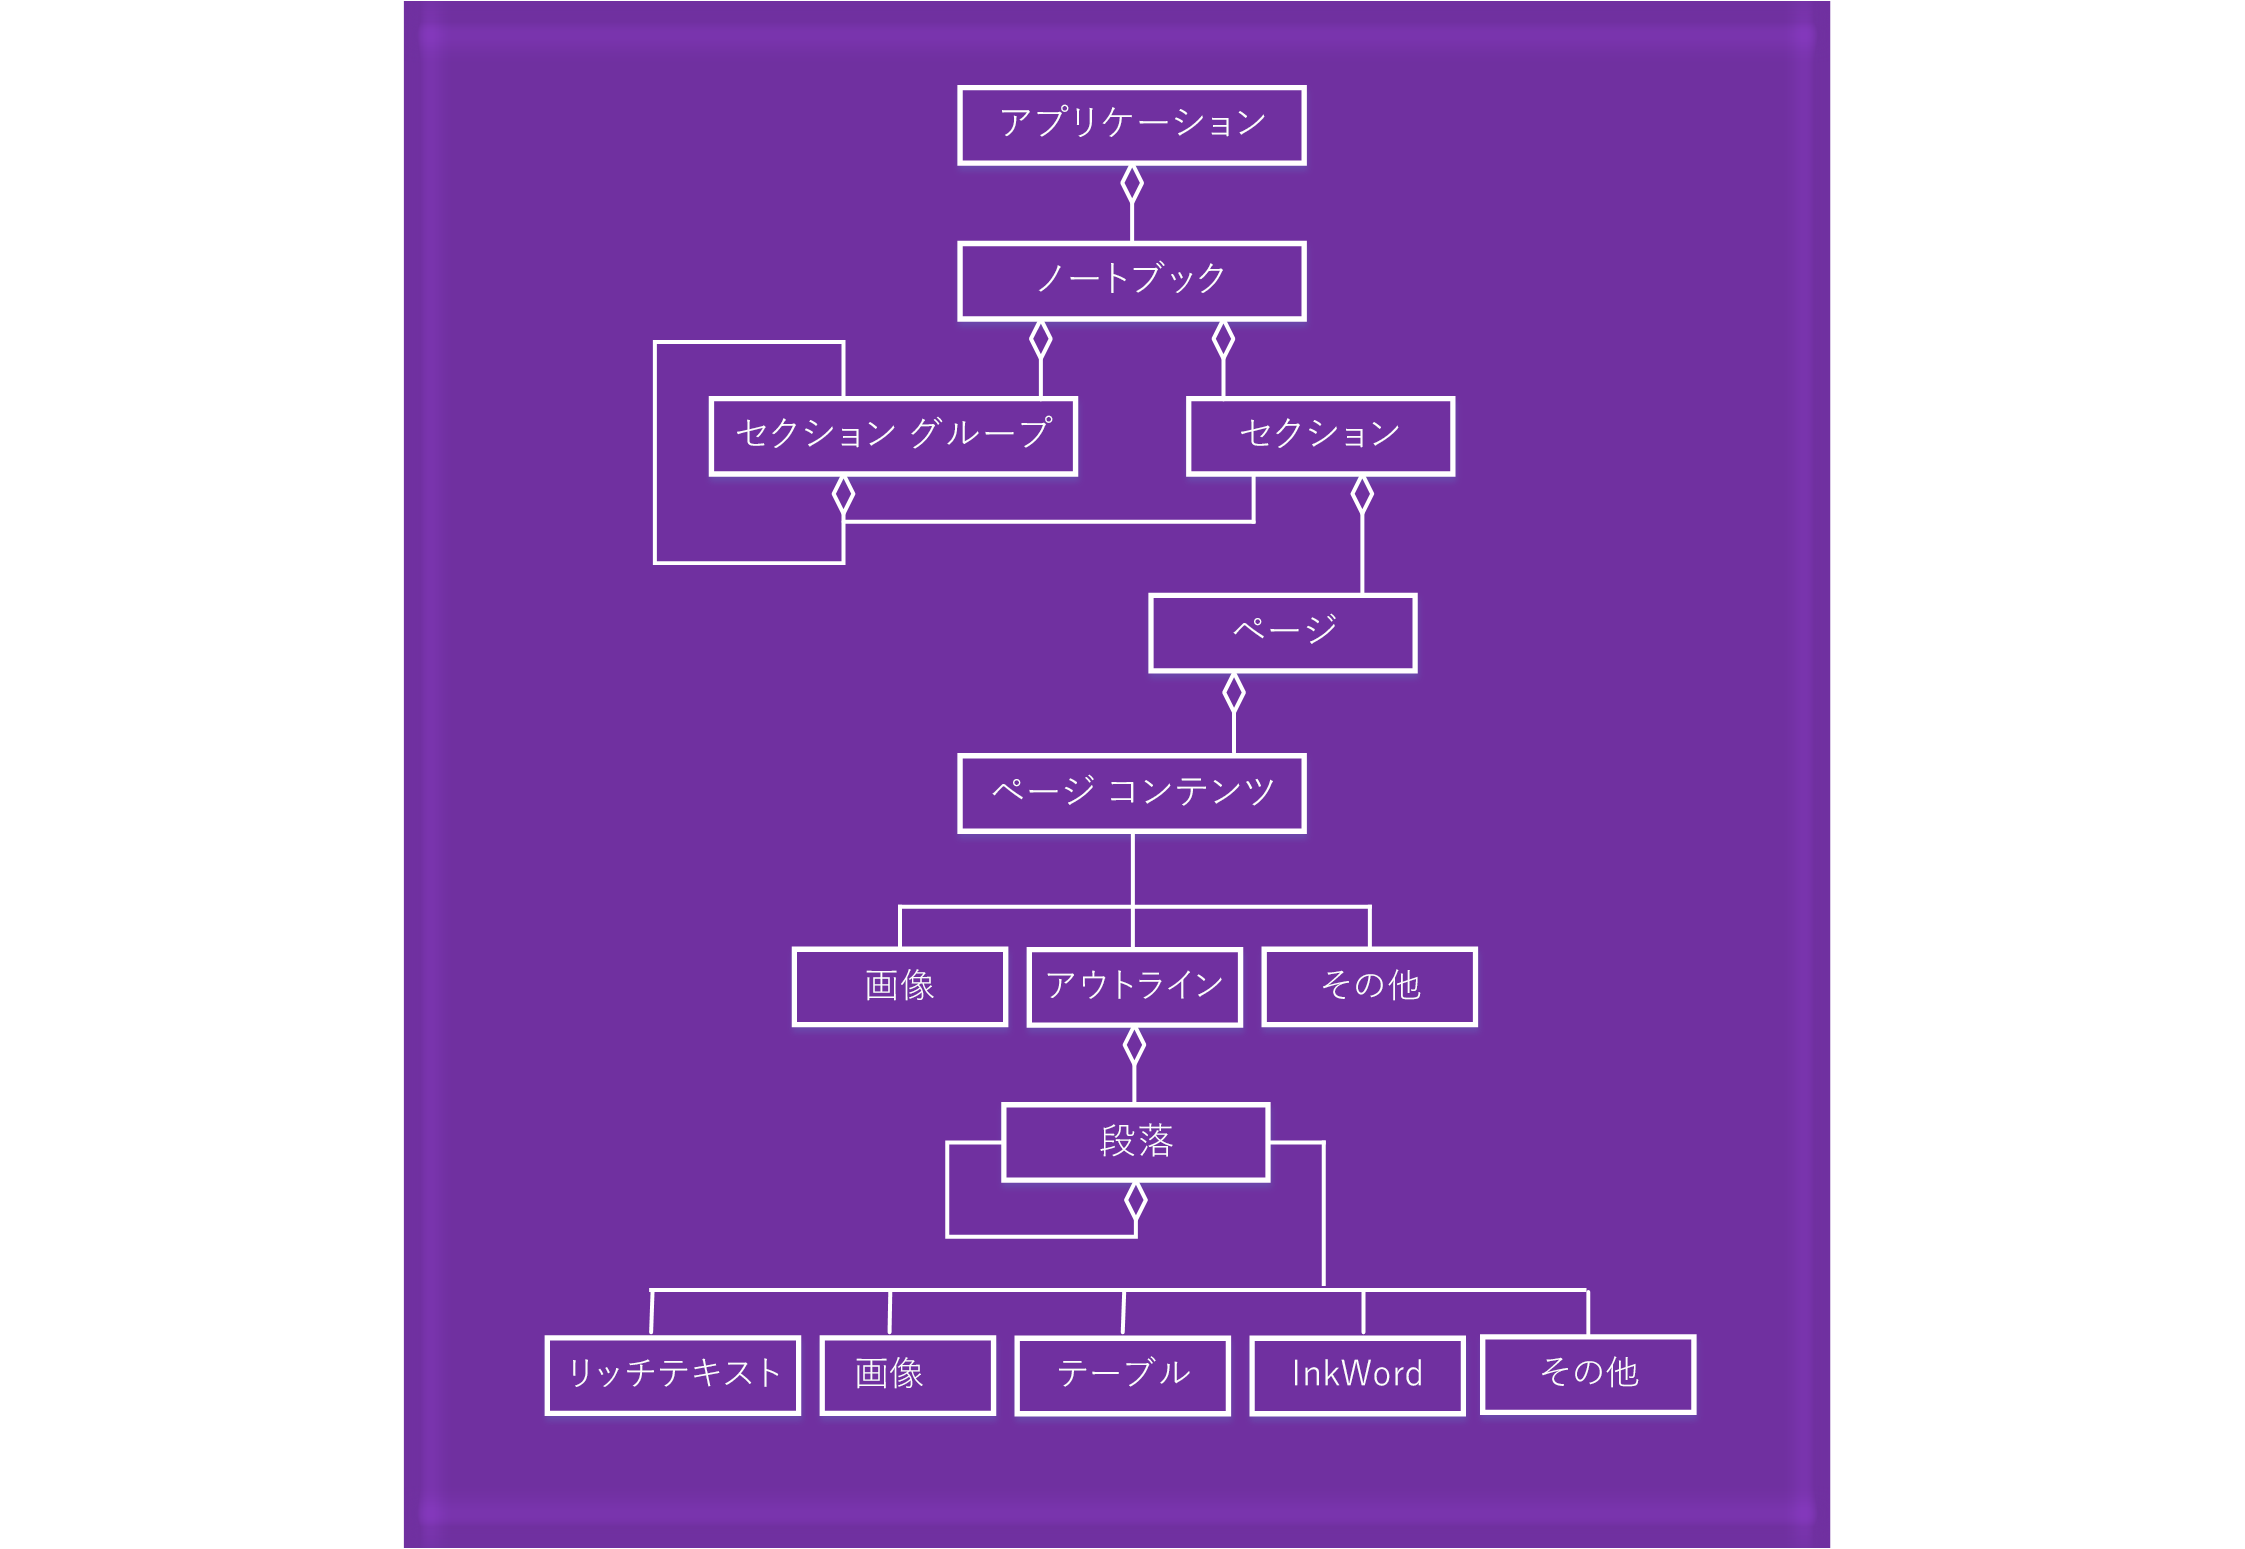 アプリケーション
ノートブック
セクション グループ
セクション
ページ
ページ コンテンツ
画像
アウトライン
その他
段落
リッチテキスト
画像
テーブル
InkWord
その他